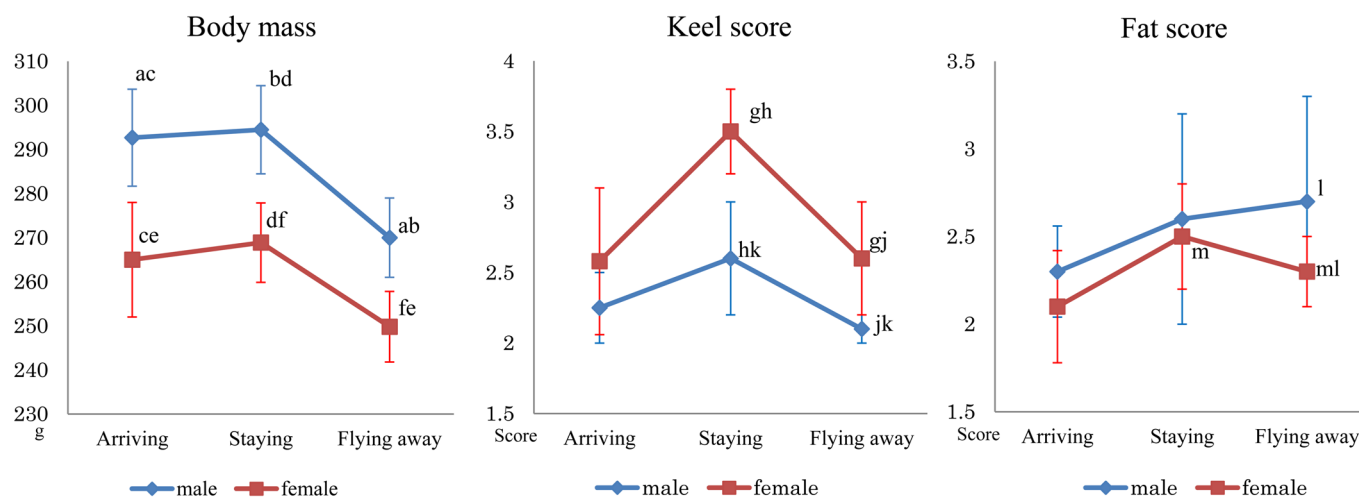 Body mass
310
300
290
280
270
260
250
240
230
g
ac
bd
ab
ce
df
fe
Arriving
Staying
Flying away
male
female
Keel score
4
3.5
3
2.5
2
1.5
Score
gh
hk
gj
jk
Arriving
Staying
Flying away
male
female
Fat score
3.5
3
2.5
2
1.5
Score
l
m
ml
Arriving
Staying
Flying away
male
female